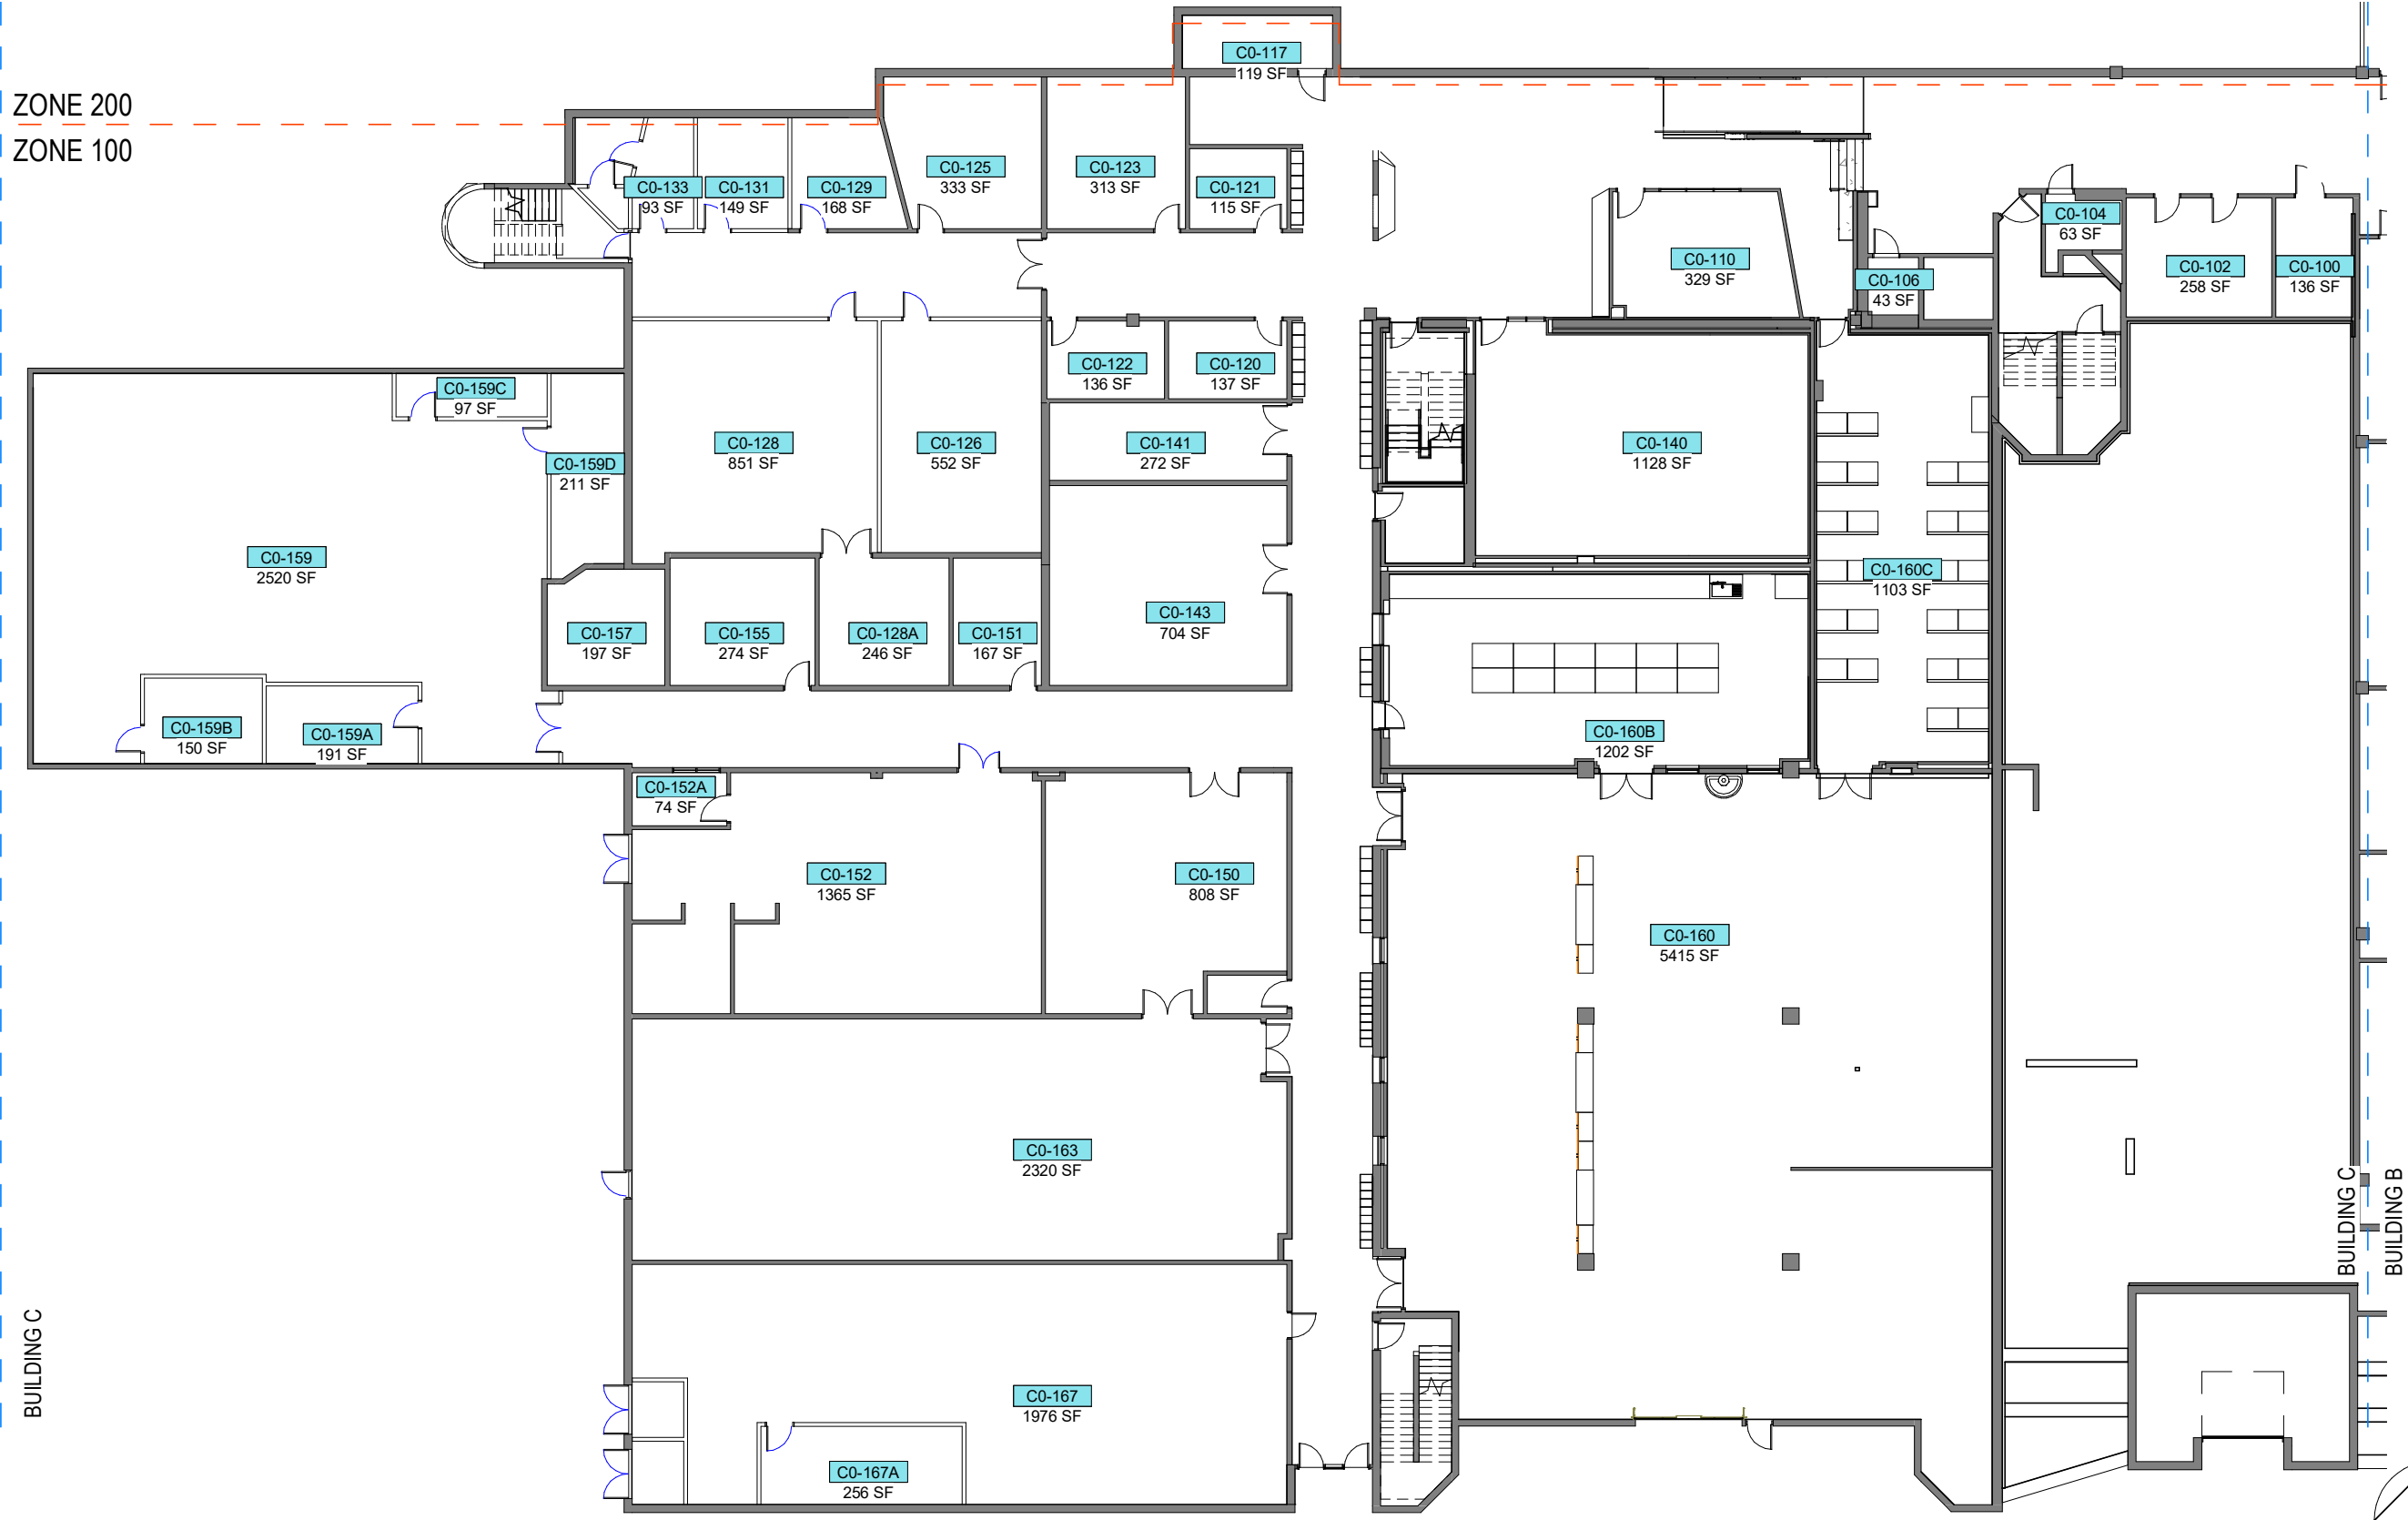 C0-117
119 SF
ZONE 200
ZONE 100
C0-133
93 SF
C0-131
149 SF
C0-129
168 SF
C0-125
333 SF
C0-123
313 SF
C0-121
115 SF
C0-110
329 SF
C0-106
43 SF
C0-104
63 SF
C0-102
258 SF
C0-100
136 SF
C0-122
136 SF
C0-120
137 SF
C0-159C
97 SF
C0-159D
211 SF
C0-128
851 SF
C0-126
552 SF
C0-141
272 SF
C0-140
1128 SF
C0-159
2520 SF
C0-160C
1103 SF
C0-157
197 SF
C0-155
274 SF
C0-128A
246 SF
C0-151
167 SF
C0-143
704 SF
C0-159B
150 SF
C0-159A
191 SF
C0-160B
1202 SF
C0-152A
74 SF
C0-152
1365 SF
C0-150
808 SF
C0-160
5415 SF
C0-163
2320 SF
BUILDING C
BUILDING B
BUILDING C
C0-167
1976 SF
C0-167A
256 SF